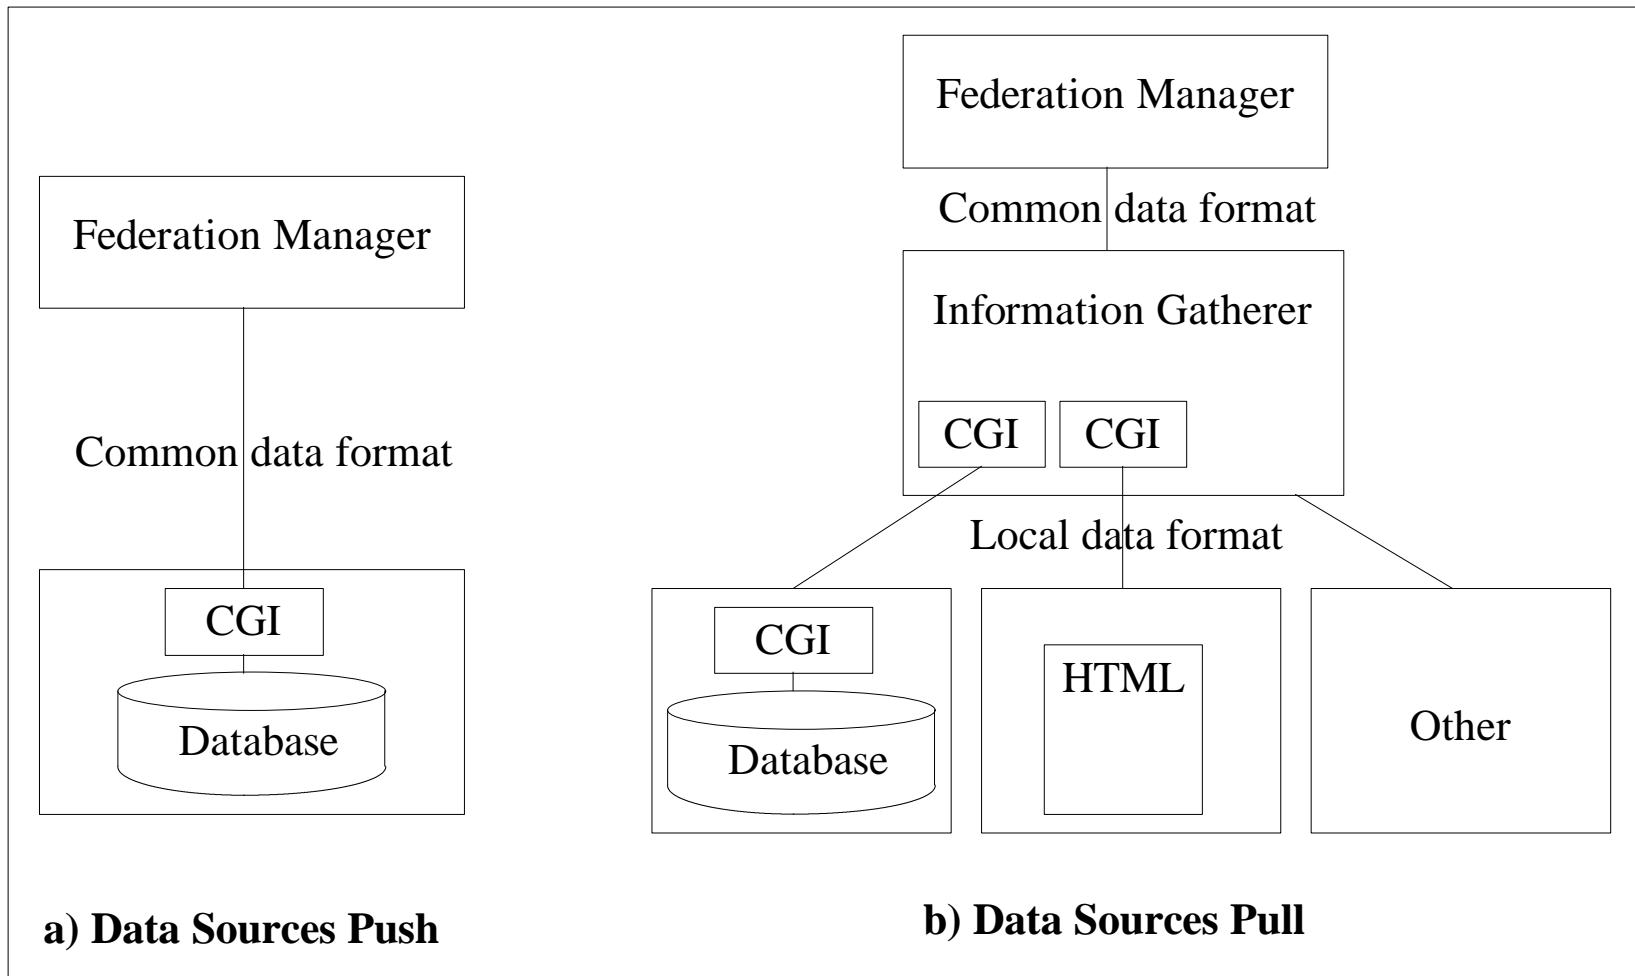 Federation Manager
Common data format
CGI
Database
a) Data Sources Push
Federation Manager
Common data format
Information Gatherer
CGI CGI
Local data format
CGI
Database
HTML
Other
b) Data Sources Pull